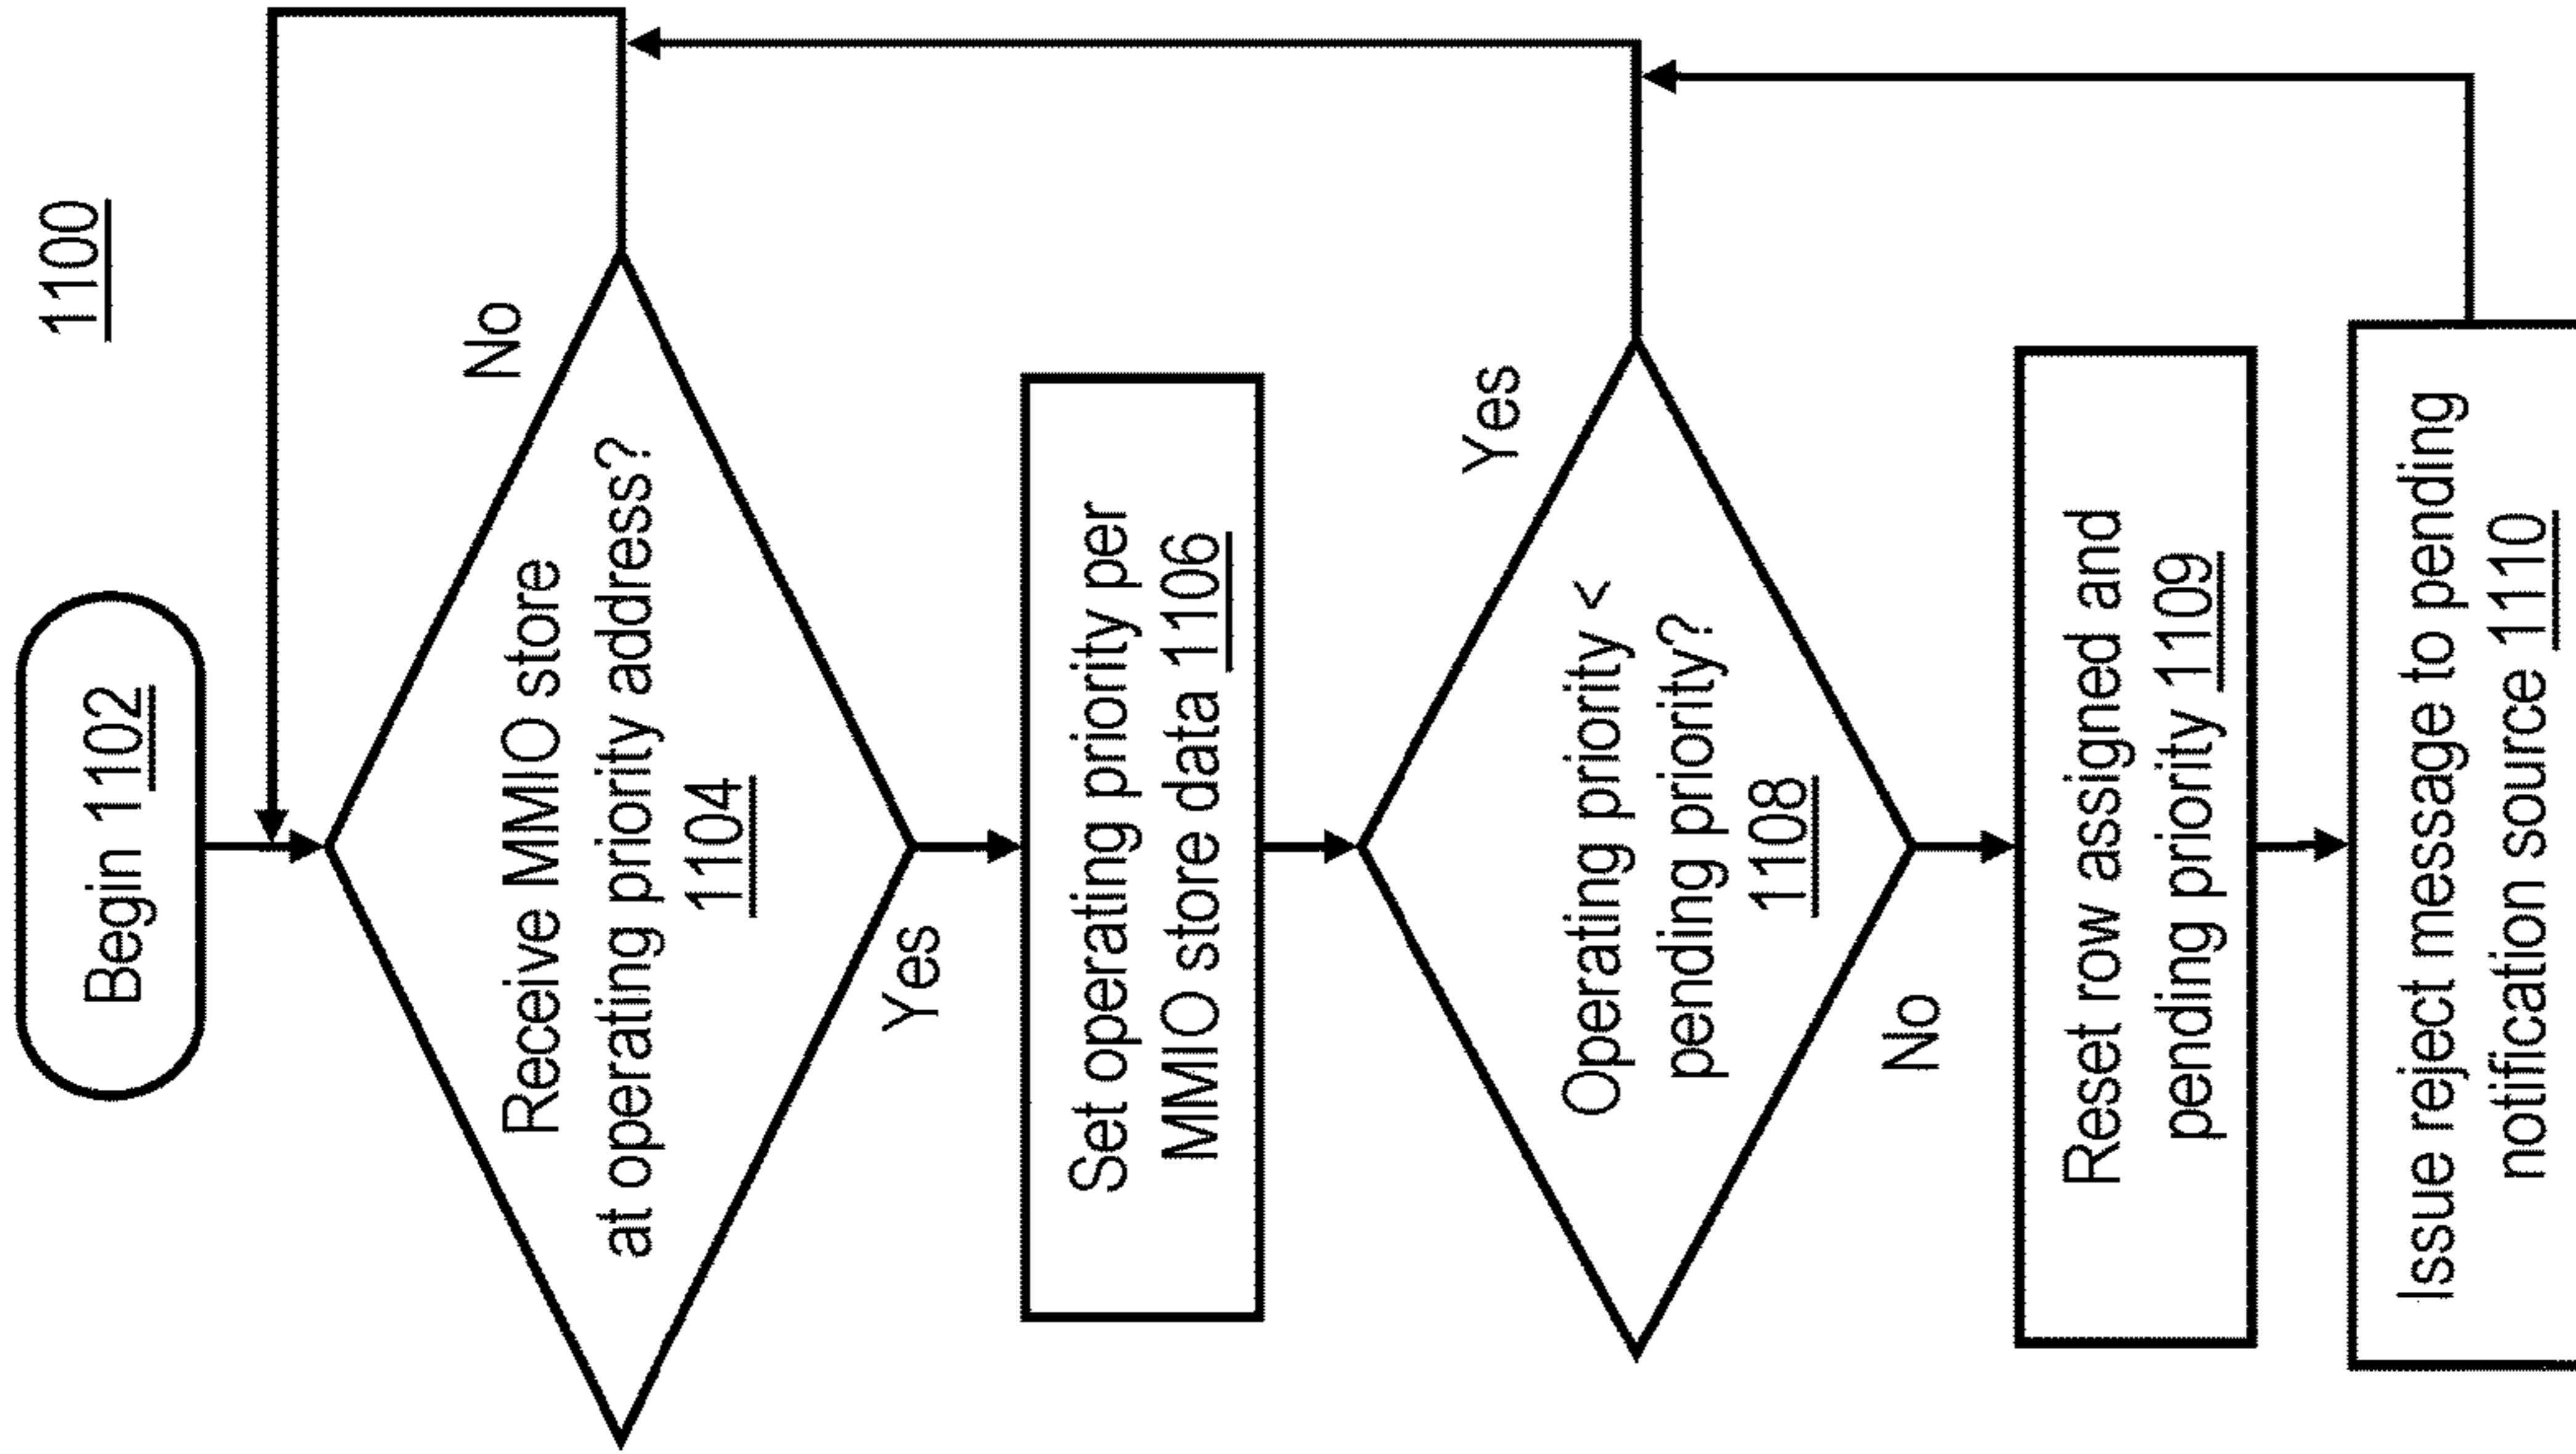 1100
Begin 1102
Receive MMIO store
at operating priority address?
1104
No
Yes
Set operating priority per
MMIO store data 1106
Operating priority <
pending priority?
1108
Yes
No
Reset row assigned and
pending priority 1109
Issue reject message to pending
notification source 1110